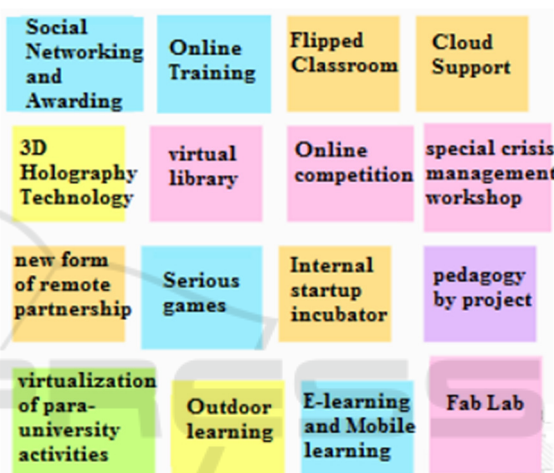 Social
Networking
and
Awarding
Online
Training
Flipped
Classroom
Cloud
Support
3D
Holography
Technology
virtual
library
Online
competition
special crisis
management
workshop
new form
of remote
partnership
Serious
games
Internal
startup
incubator
pedagogy
by project
virtualization
of para-
university
activities
Outdoor
learning
E-learning
and Mobile
learning
Fab Lab